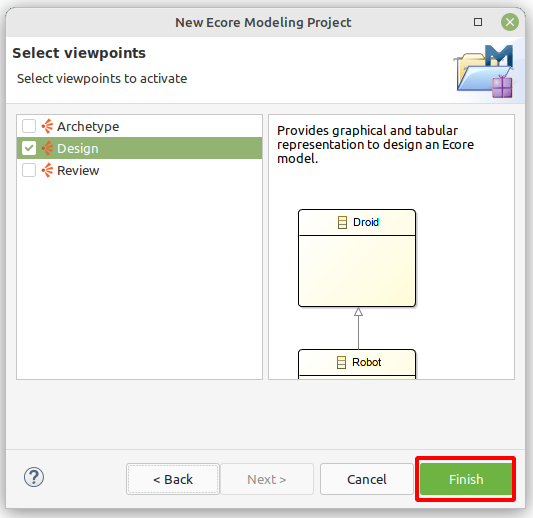 New Ecore Modeling Project
Select viewpoints
Select viewpoints to activate
Archetype
Design
Review
Provides graphical and tabular
representation to design an Ecore
model.
Droid
Robot
?
< Back
Next >
Cancel
Finish